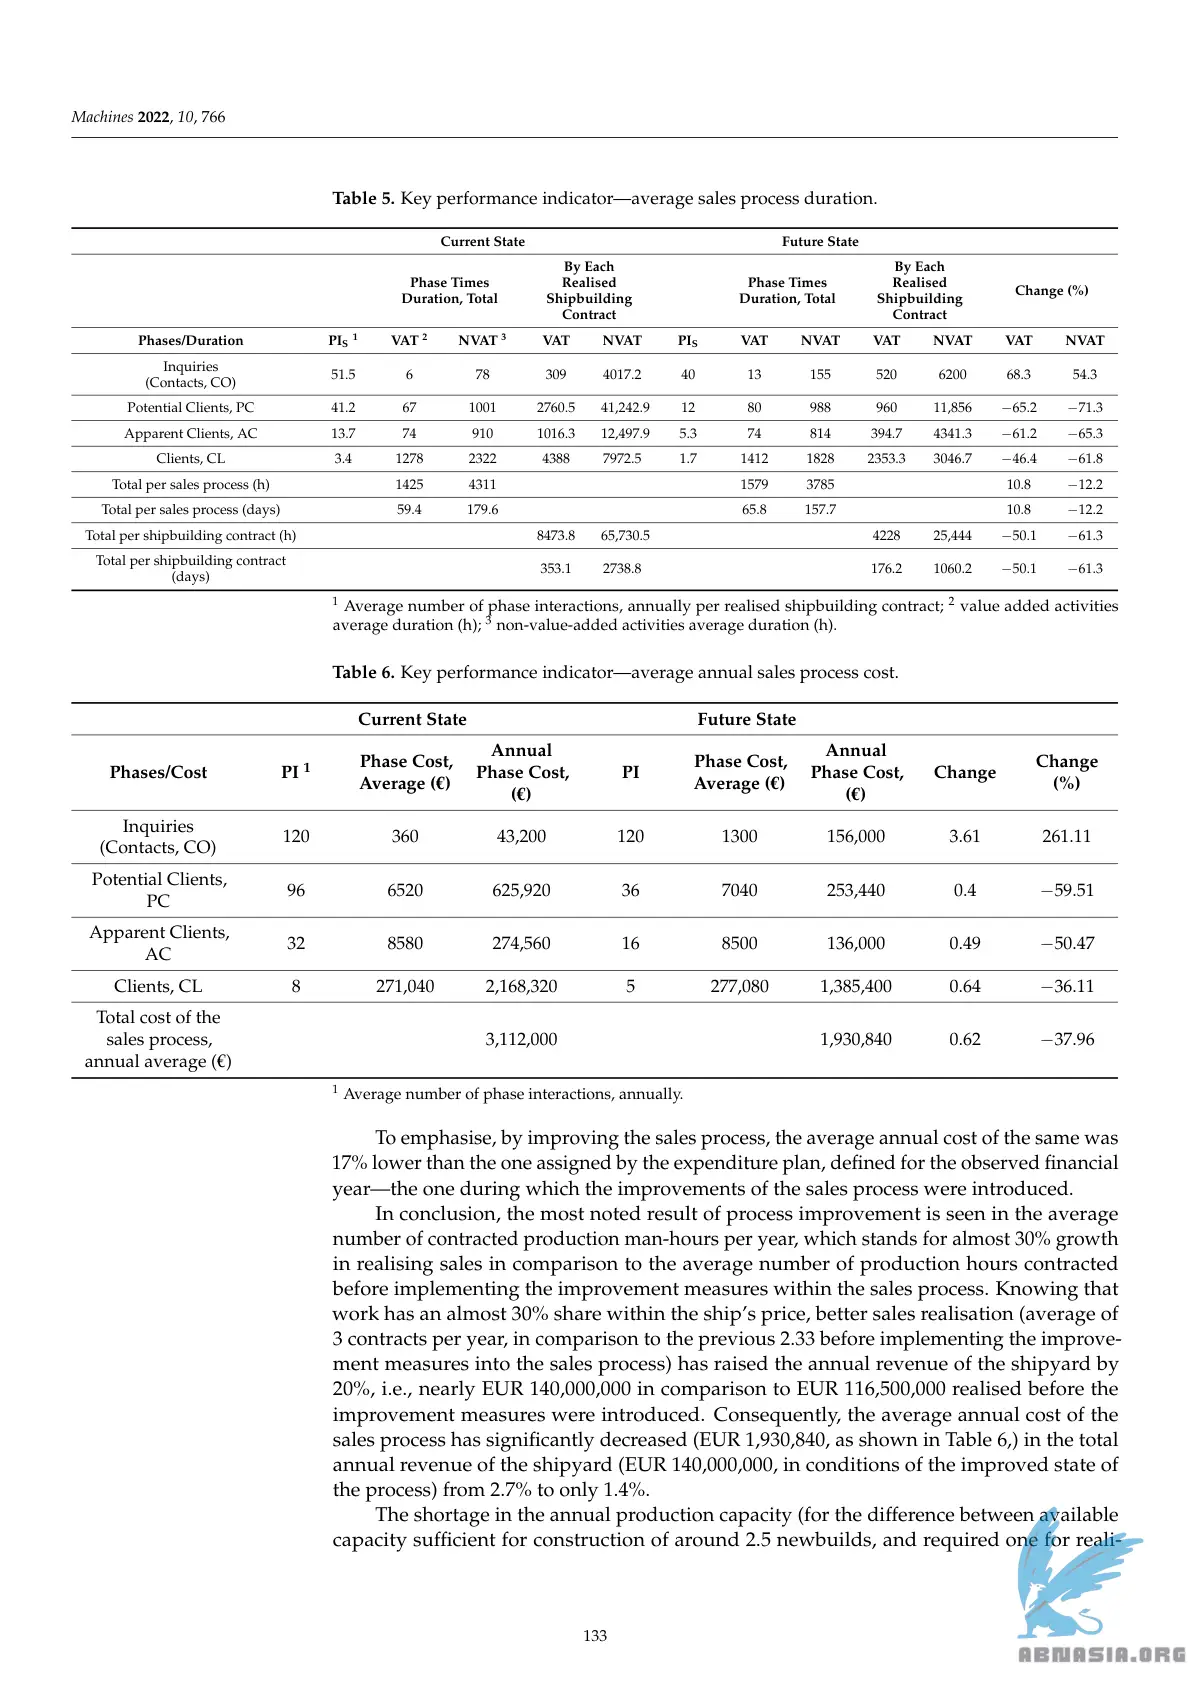 Machines 2022, 10, 766
Table 5. Key performance indicator—average sales process duration.
Current State Future State
Phase Times Duration, Total By Each Realised Shipbuilding Contract Phase Times Duration, Total By Each Realised Shipbuilding Contract Change (%)
Phases/Duration PIS 1 VAT 2 NVAT 3 VAT NVAT PIS VAT NVAT VAT NVAT VAT NVAT
Inquiries
(Contacts, CO) 51.5 6 78 309 4017.2 40 13 155 520 6200 68.3 54.3
Potential Clients, PC 41.2 67 1001 2760.5 41,242.9 12 80 988 960 11,856 −65.2 −71.3
Apparent Clients, AC 13.7 74 910 1016.3 12,497.9 5.3 74 814 394.7 4341.3 −61.2 −65.3
Clients, CL 3.4 1278 2322 4388 7972.5 1.7 1412 1828 2353.3 3046.7 −46.4 −61.8
Total per sales process (h) 1425 4311 1579 3785 10.8 −12.2
Total per sales process (days) 59.4 179.6 65.8 157.7 10.8 −12.2
Total per shipbuilding contract (h) 8473.8 65,730.5 4228 25,444 −50.1 −61.3
Total per shipbuilding contract
(days) 353.1 2738.8 176.2 1060.2 −50.1 −61.3
1 Average number of phase interactions, annually per realised shipbuilding contract; 2 value added activities
average duration (h); 3 non-value-added activities average duration (h).
Table 6. Key performance indicator—average annual sales process cost.
Current State Future State
Phases/Cost PI 1 Phase Cost, Average (€) Annual Phase Cost, (€) PI Phase Cost, Average (€) Annual Phase Cost, (€) Change Change (%)
Inquiries
(Contacts, CO) 120 360 43,200 120 1300 156,000 3.61 261.11
Potential Clients,
PC 96 6520 625,920 36 7040 253,440 0.4 −59.51
Apparent Clients,
AC 32 8580 274,560 16 8500 136,000 0.49 −50.47
Clients, CL 8 271,040 2,168,320 5 277,080 1,385,400 0.64 −36.11
Total cost of the
sales process,
annual average (€) 3,112,000 1,930,840 0.62 −37.96
1 Average number of phase interactions, annually.
To emphasise, by improving the sales process, the average annual cost of the same was
17% lower than the one assigned by the expenditure plan, defined for the observed financial
year—the one during which the improvements of the sales process were introduced.
In conclusion, the most noted result of process improvement is seen in the average
number of contracted production man-hours per year, which stands for almost 30% growth
in realising sales in comparison to the average number of production hours contracted
before implementing the improvement measures within the sales process. Knowing that
work has an almost 30% share within the ship's price, better sales realisation (average of
3 contracts per year, in comparison to the previous 2.33 before implementing the improve-
ment measures into the sales process) has raised the annual revenue of the shipyard by
20%, i.e., nearly EUR 140,000,000 in comparison to EUR 116,500,000 realised before the
improvement measures were introduced. Consequently, the average annual cost of the
sales process has significantly decreased (EUR 1,930,840, as shown in Table 6,) in the total
annual revenue of the shipyard (EUR 140,000,000, in conditions of the improved state of
the process) from 2.7% to only 1.4%.
The shortage in the annual production capacity (for the difference between available
capacity sufficient for construction of around 2.5 newbuilds, and required one for reali-
133
ABNASIA.ORG